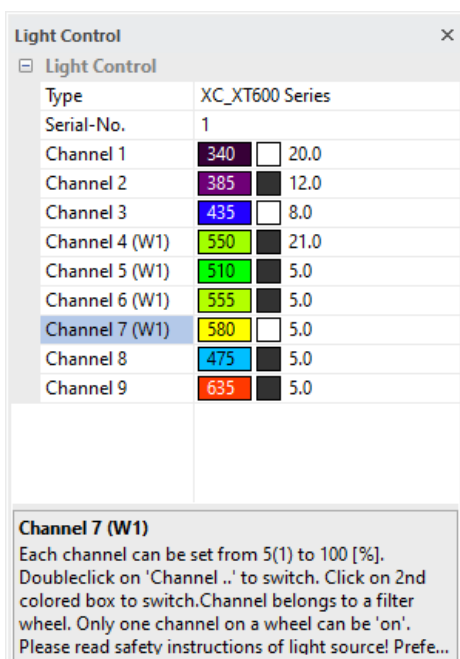 Light Control
Light Control
Type XC_XT600 Series
Serial-No. 1
Channel 1 340 20.0
Channel 2 385 12.0
Channel 3 435 8.0
Channel 4 (W1) 550 21.0
Channel 5 (W1) 510 5.0
Channel 6 (W1) 555 5.0
Channel 7 (W1) 580 5.0
Channel 8 475 5.0
Channel 9 635 5.0
Channel 7 (W1)
Each channel can be set from 5(1) to 100 [%].
Doubleclick on 'Channel ..' to switch. Click on 2nd
colored box to switch.Channel belongs to a filter
wheel. Only one channel on a wheel can be 'on'.
Please read safety instructions of light source! Prefe...